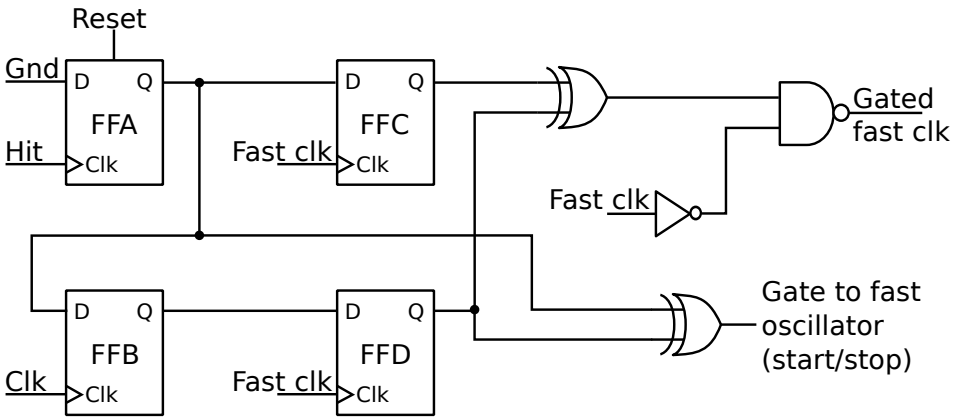 Reset
Gnd
D
Q
FFA
Hit
Clk
D
Q
FFC
Fast clk
Clk
Gated
fast clk
Fast clk
D
Q
FFB
Clk
Clk
D
Q
FFD
Fast clk
Clk
Gate to fast
oscillator
(start/stop)